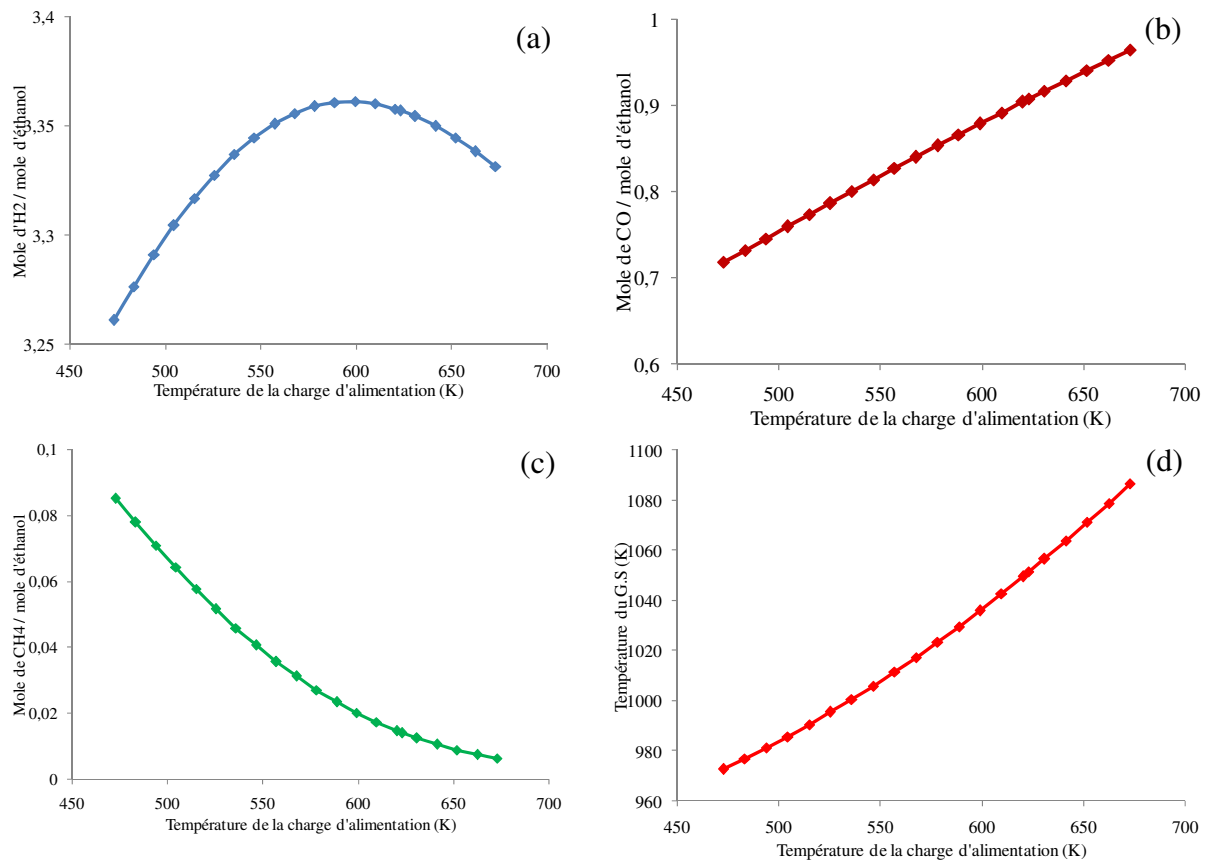 (a)
Mole d'H2 / mole d'éthanol
3,4
3,35
3,3
3,25
450 500 550 600 650 700
Température de la charge d'alimentation (K)
(b)
Mole de CO / mole d'éthanol
1
0,9
0,8
0,7
0,6
450 500 550 600 650 700
Température de la charge d'alimentation (K)
(c)
Mole de CH4 / mole d'éthanol
0,1
0,08
0,06
0,04
0,02
0
450 500 550 600 650 700
Température de la charge d'alimentation (K)
(d)
Température du G.S (K)
1100
1080
1060
1040
1020
1000
980
960
450 500 550 600 650 700
Température de la charge d'alimentation (K)